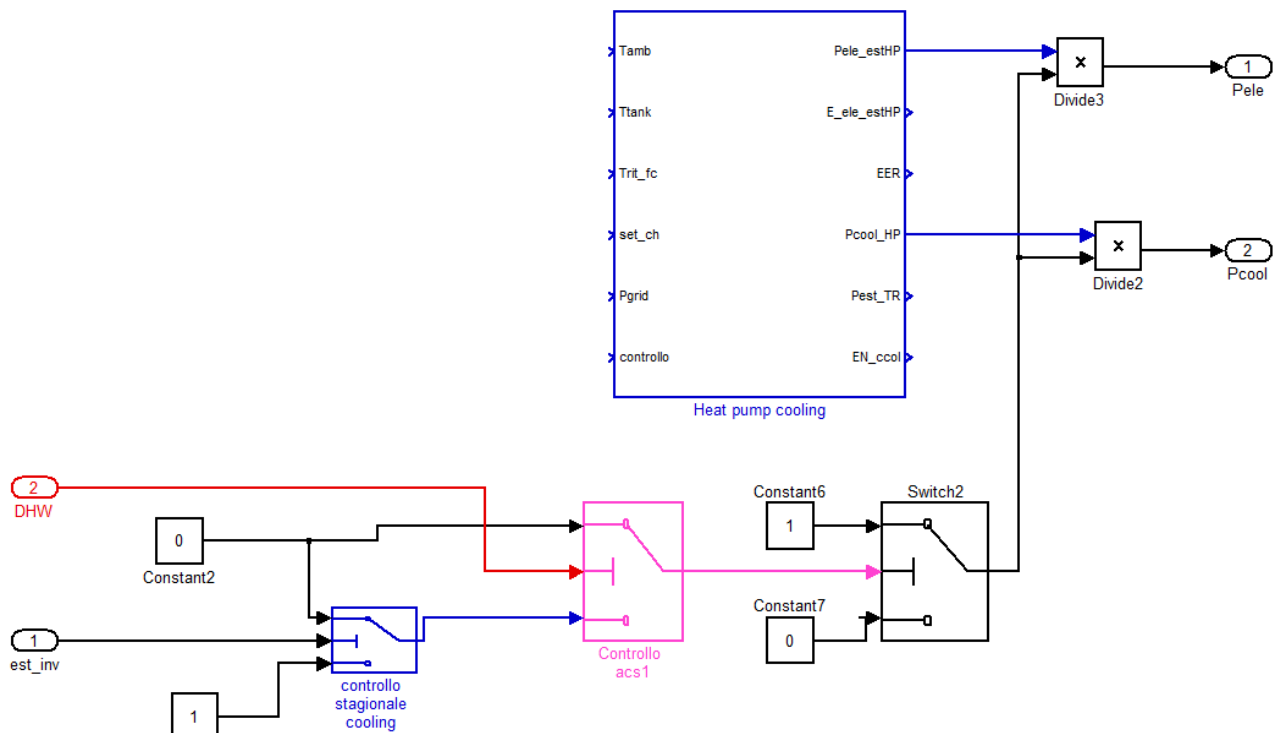 Tamb
Pele_estHP
×
1
Divide3
Pele
Ttank
E_ele_estHP
Trit_fc
EER
set_ch
Pcool_HP
×
2
Divide2
Pcool
Pgrid
Pest_TR
controllo
EN_ccol
Heat pump cooling
2
DHW
Constant6
Switch2
1
0
Constant2
Constant7
0
1
est_inv
Controllo
acs1
controllo
stagionale
cooling
1